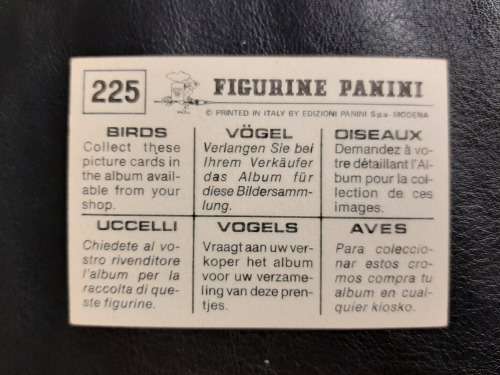 225
FIGURINE PANINI
© PRINTED IN ITALY BY EDIZIONI PANINI S.p.a. - MODENA
BIRDS
Collect these
picture cards in
the album avail-
able from your
shop.
VÖGEL
Verlangen Sie bei
Ihrem Verkäufer
das Album für
diese Bildersamm-
lung.
OISEAUX
Demandez à vo-
tre détaillant l'Al-
bum pour la col-
lection de ces
images.
UCCELLI
Chiedete al vo-
stro rivenditore
l'album per la
raccolta di que-
ste figurine.
VOGELS
Vraagt aan uw ver-
koper het album
voor uw verzame-
ling van deze pren-
tjes.
AVES
Para coleccio-
nar estos cro-
mos compra tu
album en cual-
quier kiosko.